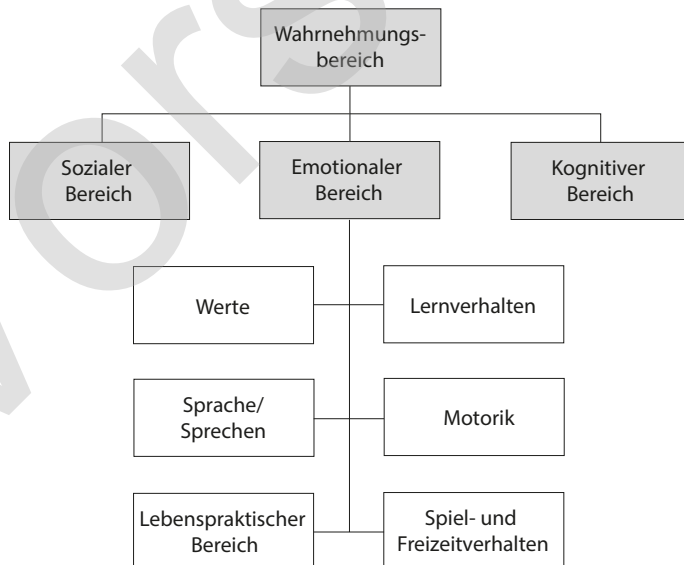 Wahrnehmungs-
bereich
Sozialer
Bereich
Emotionaler
Bereich
Kognitiver
Bereich
Werte
Lernverhalten
Sprache/
Sprechen
Motorik
Lebenspraktischer
Bereich
Spiel- und
Freizeitverhalten